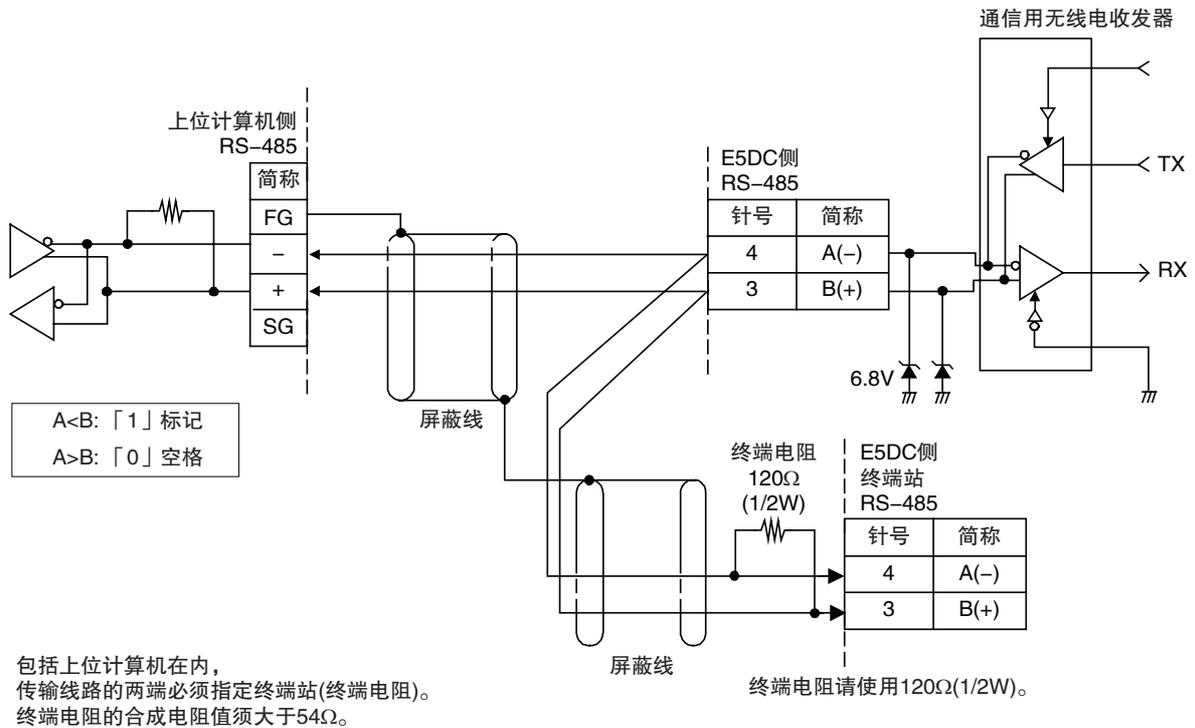 通信用无线电收发器
上位计算机侧
RS-485
简称
FG
-
+
SG
E5DC侧
RS-485
针号 简称
4 A(-)
3 B(+)
TX
RX
6.8V
屏蔽线
A<B: 「1」标记
A>B: 「0」空格
终端电阻
120Ω
(1/2W)
E5DC侧
终端站
RS-485
针号 简称
4 A(-)
3 B(+)
屏蔽线
终端电阻请使用120Ω(1/2W)。
包括上位计算机在内，
传输线路的两端必须指定终端站(终端电阻)。
终端电阻的合成电阻值须大于54Ω。